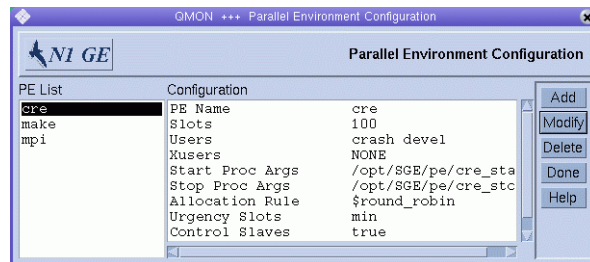 QMON +++ Parallel Environment Configuration
N1 GE
Parallel Environment Configuration
PE List
Configuration
cre
make
mpi
PE Name cre
Slots 100
Users crash devel
Xusers NONE
Start Proc Args /opt/SGE/pe/cre_sta
Stop Proc Args /opt/SGE/pe/cre_stc
Allocation Rule $round_robin
Urgency Slots min
Control Slaves true
Add
Modify
Delete
Done
Help